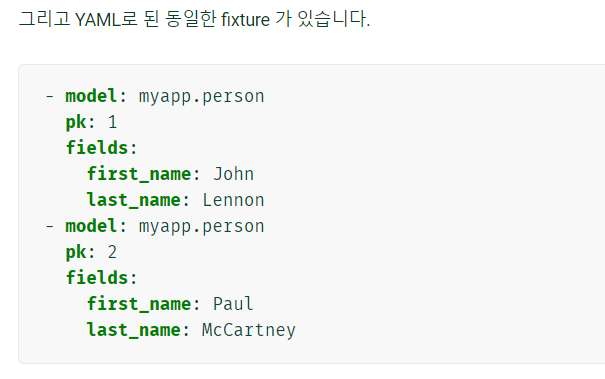 그리고 YAML로 된 동일한 fixture 가 있습니다.
- model: myapp.person
  pk: 1
  fields:
    first_name: John
    last_name: Lennon
- model: myapp.person
  pk: 2
  fields:
    first_name: Paul
    last_name: McCartney